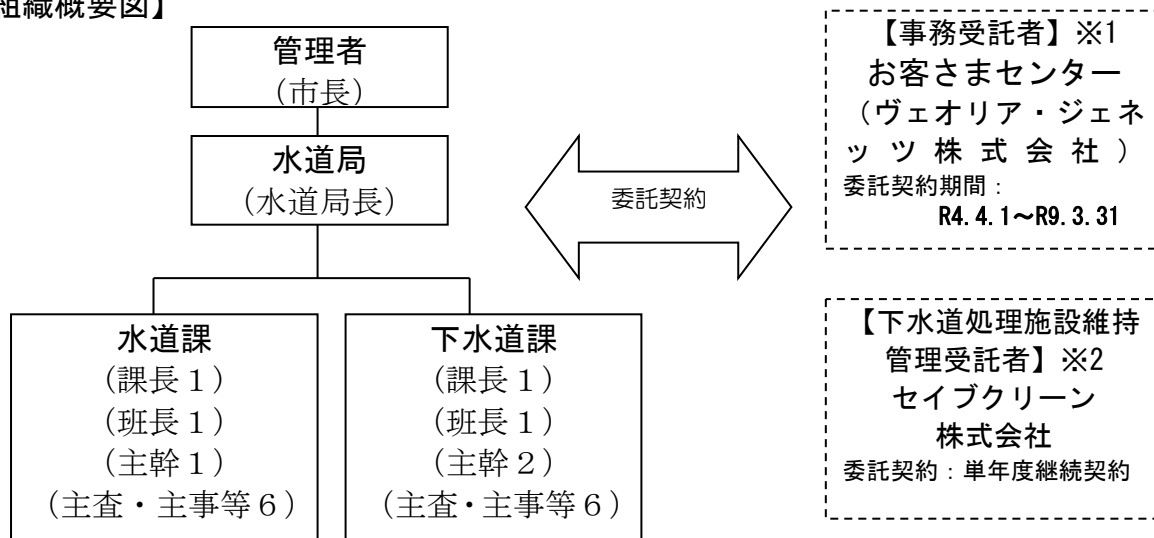 組織概要図】
管理者
(市長)
水道局
(水道局長)
水道課
(課長１)
(班長１)
(主幹１)
(主査・主事等６)
下水道課
(課長１)
(班長１)
(主幹２)
(主査・主事等６)
委託契約
【事務受託者】※1
お客さまセンター
(ヴェオリア・ジェネ
ッツ株式会社)
委託契約期間：
R4.4.1～R9.3.31
【下水道処理施設維持
管理受託者】※2
セイブクリーン
株式会社
委託契約：単年度継続契約